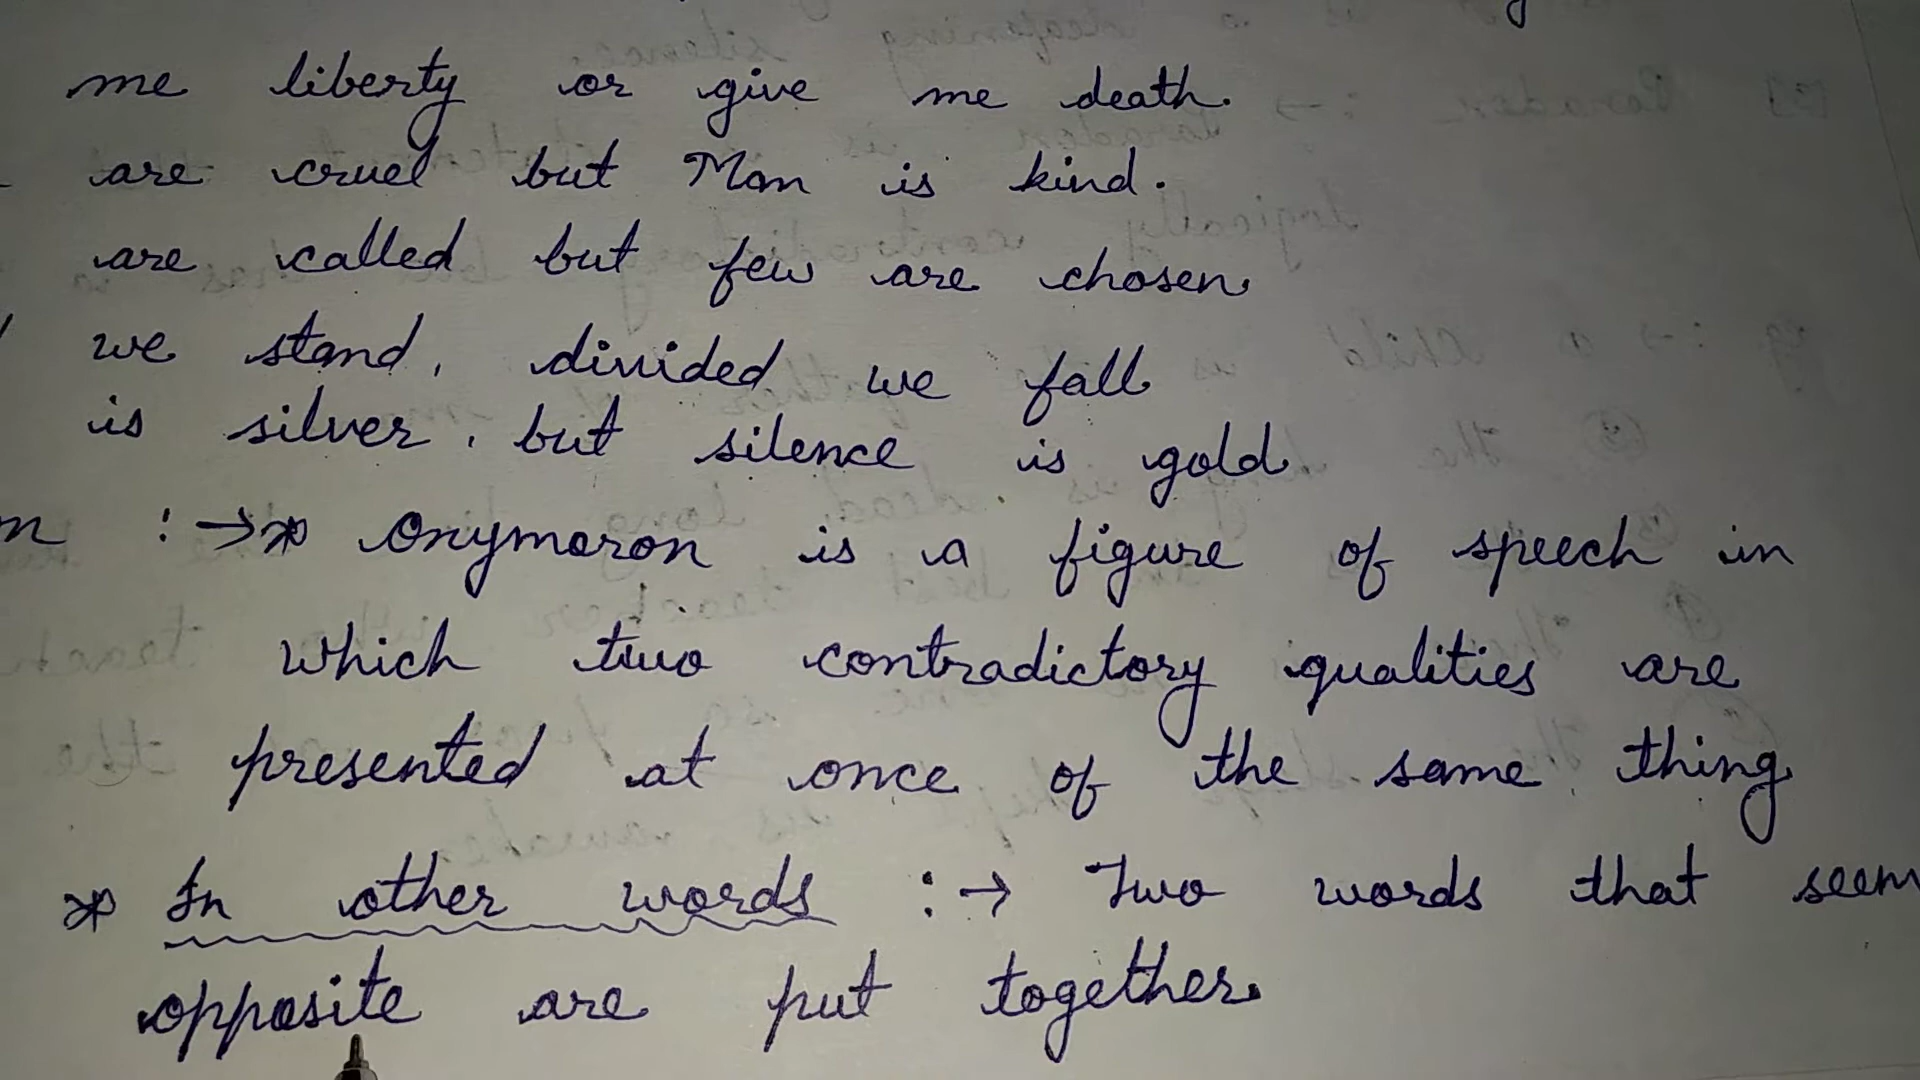 me liberty or give me death.
are cruel but Man is kind.
are called but few are chosen
we stand, divided we fall
is silver, but silence is gold
m :→* Onymoron is a figure of speech in
which two contradictory qualities are
presented at once of the same thing
* In other words :→ Two words that seem
opposite are put together.